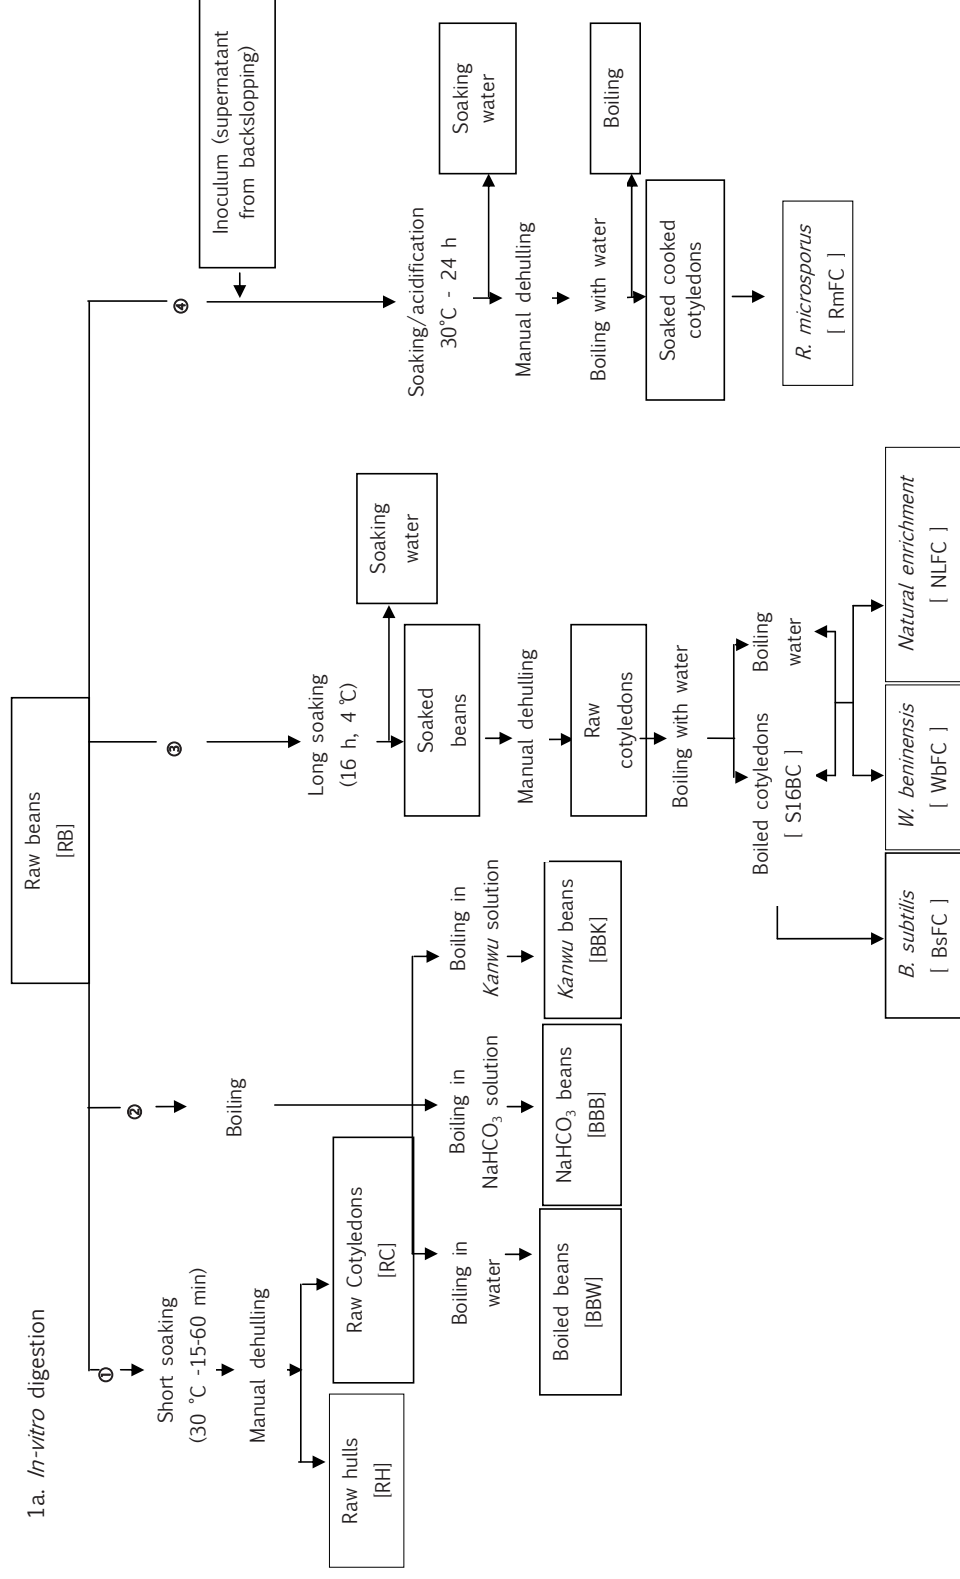 1a. In-vitro digestion
Raw beans
[RB]
①
Short soaking
(30 °C -15-60 min)
Manual dehulling
Raw hulls
[RH]
Raw Cotyledons
[RC]
②
Boiling
Boiling in
water
Boiled beans
[BBW]
Boiling in
NaHCO₃ solution
NaHCO₃ beans
[BBB]
Boiling in
Kanwu solution
Kanwu beans
[BBK]
③
Long soaking
(16 h, 4 °C)
Soaking
water
Soaked
beans
Manual dehulling
Raw
cotyledons
Boiling with water
Boiled cotyledons
[ S16BC ]
Boiling
water
B. subtilis
[ BsFC ]
W. beninensis
[ WbFC ]
Natural enrichment
[ NLFC ]
④
Inoculum (supernatant
from backslopping)
Soaking/acidification
30°C - 24 h
Soaking
water
Manual dehulling
Boiling with water
Boiling
Soaked cooked
cotyledons
R. microsporus
[ RmFC ]